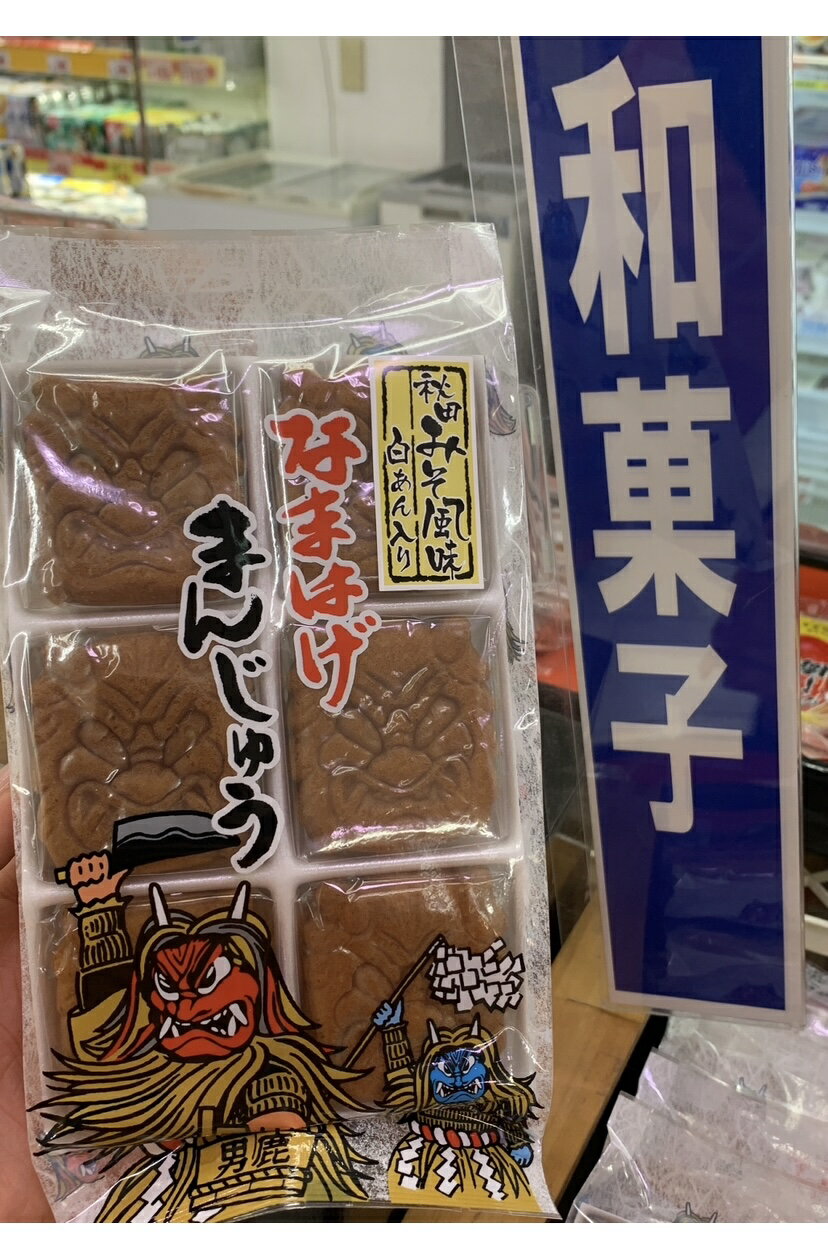 和菓子
秋田みそ風味
白あん入り
なまはげ
まんじゅう
男鹿